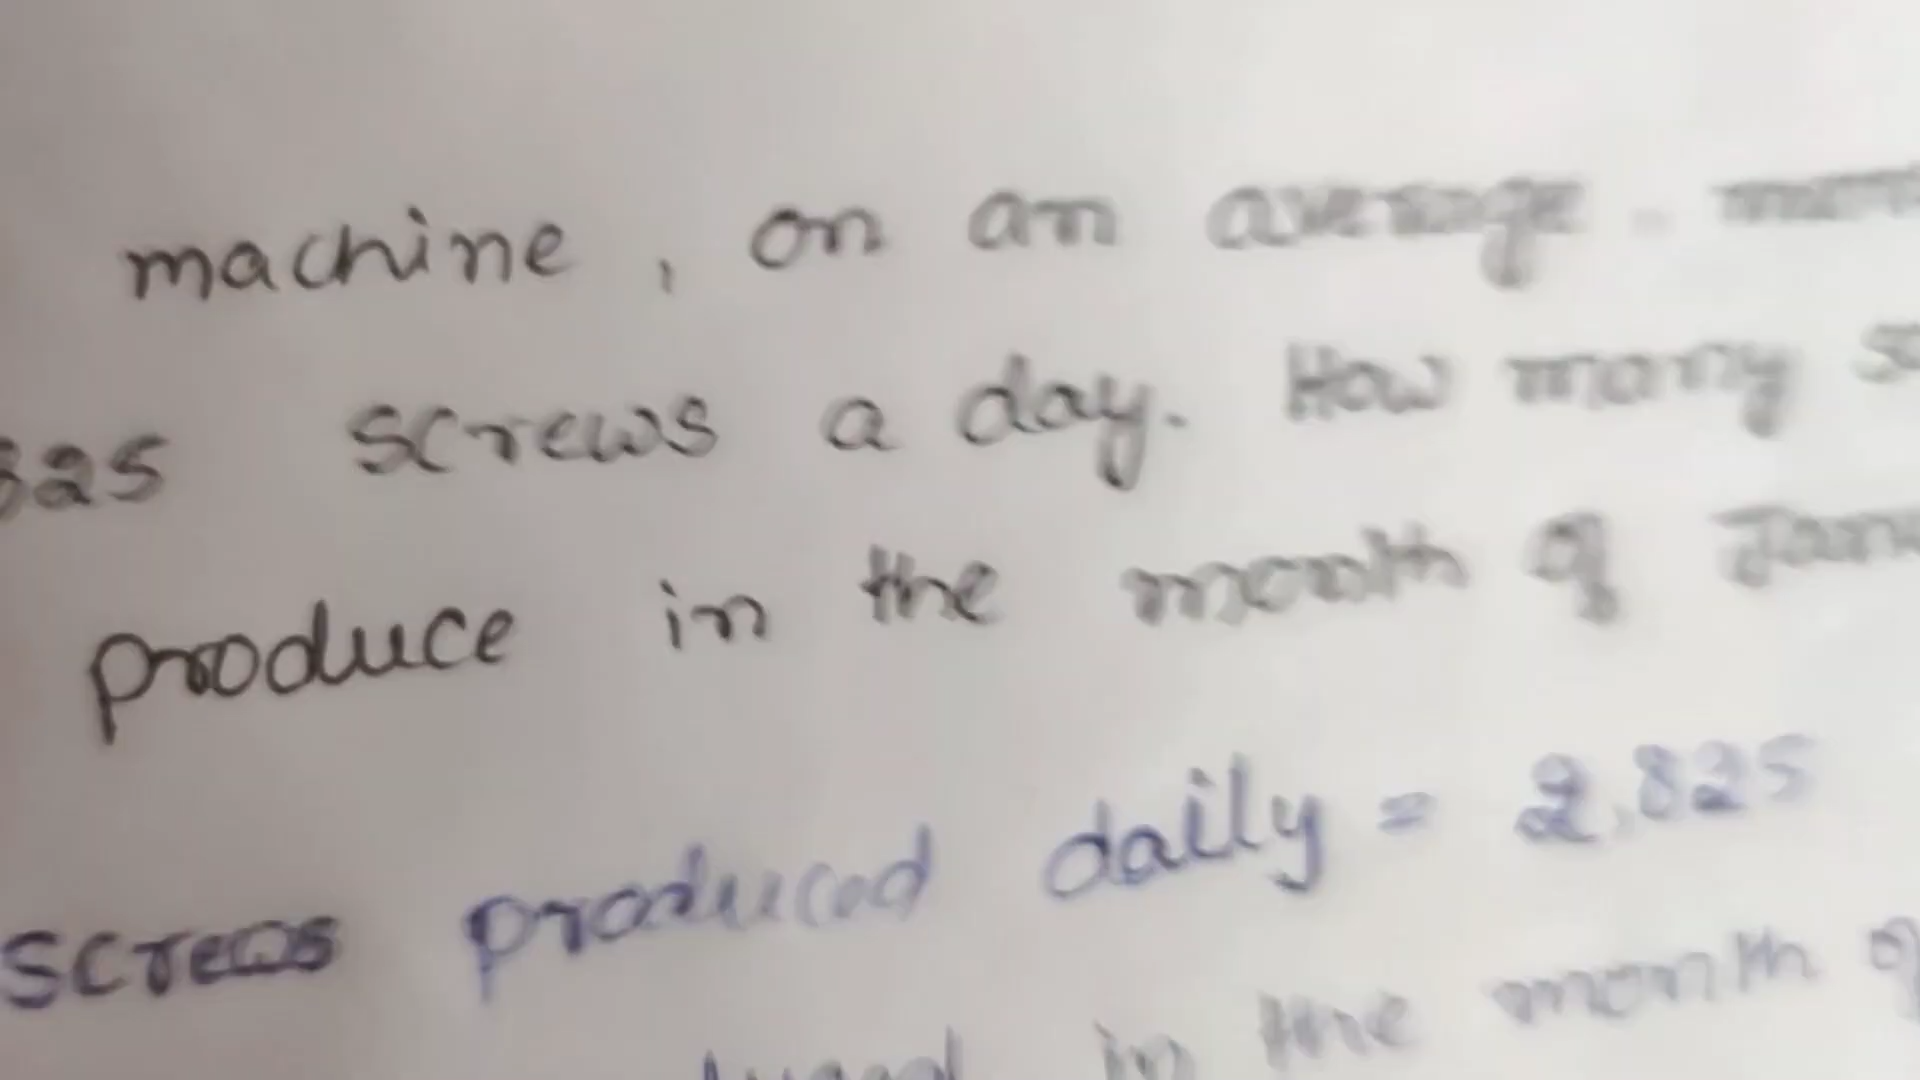 machine, on an average.
825 screws a day. How many
produce in the month of
screws produced daily = 2,825
in the month of